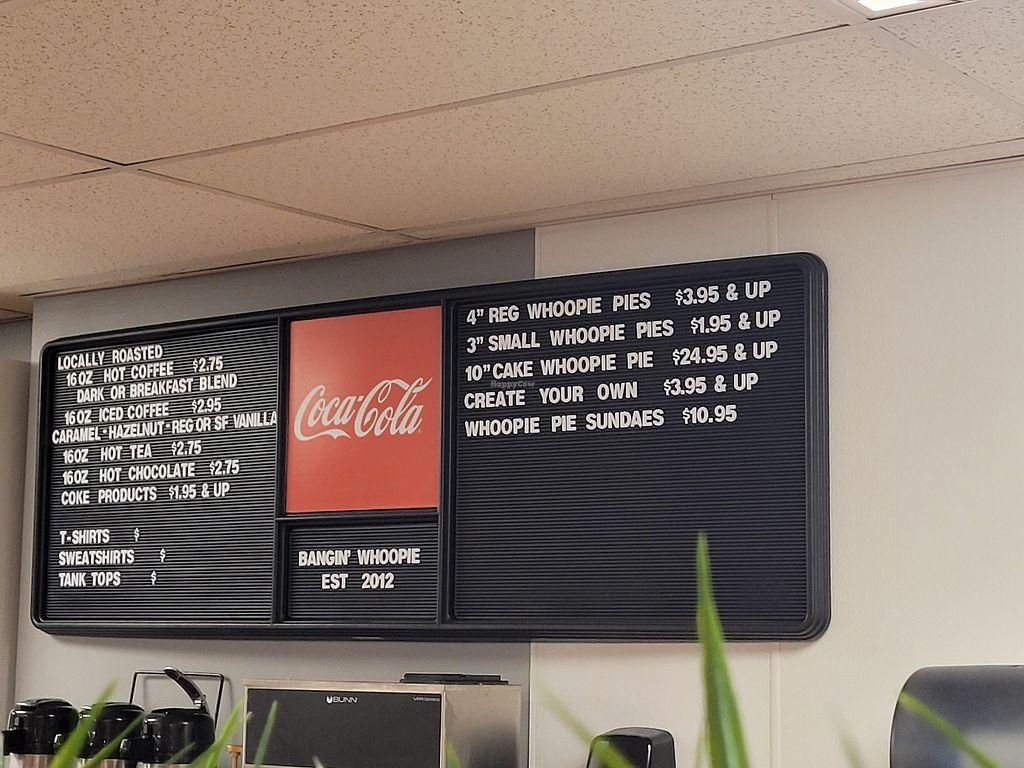 LOCALLY ROASTED
16OZ HOT COFFEE $2.75
DARK OR BREAKFAST BLEND
16OZ ICED COFFEE $2.95
CARAMEL-HAZELNUT-REG OR SF VANILLA
16OZ HOT TEA $2.75
16OZ HOT CHOCOLATE $2.75
COKE PRODUCTS $1.95 & UP
T-SHIRTS $
SWEATSHIRTS $
TANK TOPS $
Coca-Cola
BANGIN' WHOOPIE
EST 2012
4" REG WHOOPIE PIES $3.95 & UP
3" SMALL WHOOPIE PIES $1.95 & UP
10" CAKE WHOOPIE PIE $24.95 & UP
CREATE YOUR OWN $3.95 & UP
WHOOPIE PIE SUNDAES $10.95
HappyCow
BUNN